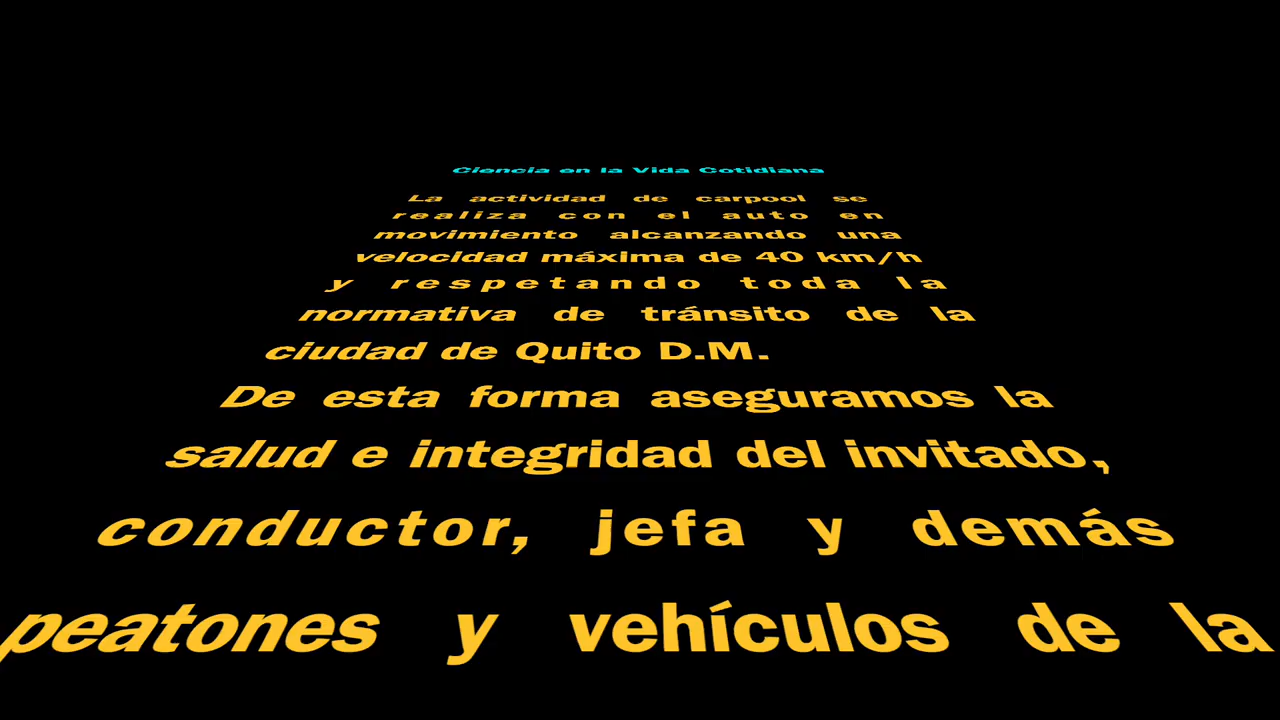 Ciencia en la Vida Cotidiana
La actividad de carpool se
realiza con el auto en
movimiento alcanzando una
velocidad máxima de 40 km/h
y respetando toda la
normativa de tránsito de la
ciudad de Quito D.M.
De esta forma aseguramos la
salud e integridad del invitado,
conductor, jefa y demás
peatones y vehículos de la